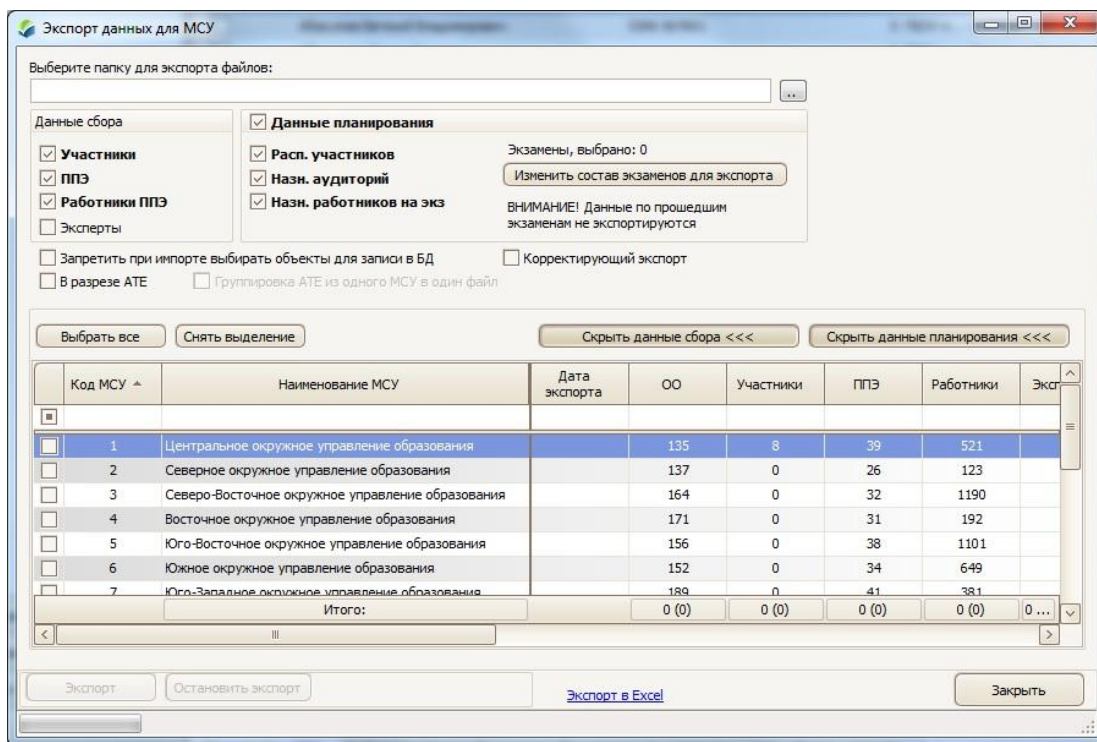 Экспорт данных для МСУ
Выберите папку для экспорта файлов:
..
Данные сбора
Данные планирования
Участники
Расп. участников
Экзамены, выбрано: 0
ППЭ
Назн. аудиторий
Изменить состав экзаменов для экспорта
Работники ППЭ
Назн. работников на экз
ВНИМАНИЕ! Данные по прошедшим
экзаменам не экспортируются
Эксперты
Запретить при импорте выбирать объекты для записи в БД
Корректирующий экспорт
В разрезе АТЕ
Группировка АТЕ из одного МСУ в один файл
Выбрать все Снять выделение Скрыть данные сбора <<< Скрыть данные планирования <<<
Код МСУ Наименование МСУ Дата экспорта ОО Участники ППЭ Работники Эксп
1 Центральное окружное управление образования 135 8 39 521
2 Северное окружное управление образования 137 0 26 123
3 Северо-Восточное окружное управление образования 164 0 32 1190
4 Восточное окружное управление образования 171 0 31 192
5 Юго-Восточное окружное управление образования 156 0 38 1101
6 Южное окружное управление образования 152 0 34 649
7 Юго-Западное окружное управление образования 189 0 41 381
Итого: 0 (0) 0 (0) 0 (0) 0 (0) 0 ...
Экспорт Остановить экспорт Экспорт в Excel Закрыть